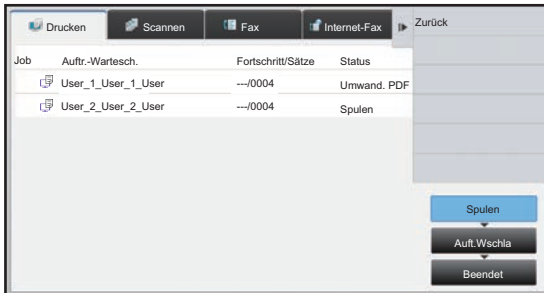 Drucken Scannen Fax Internet-Fax Zurück
Job Auftr.-Wartesch. Fortschritt/Sätze Status
User_1_User_1_User ---/0004 Umwand. PDF
User_2_User_2_User ---/0004 Spulen
Spulen
Auft.Wschla
Beendet